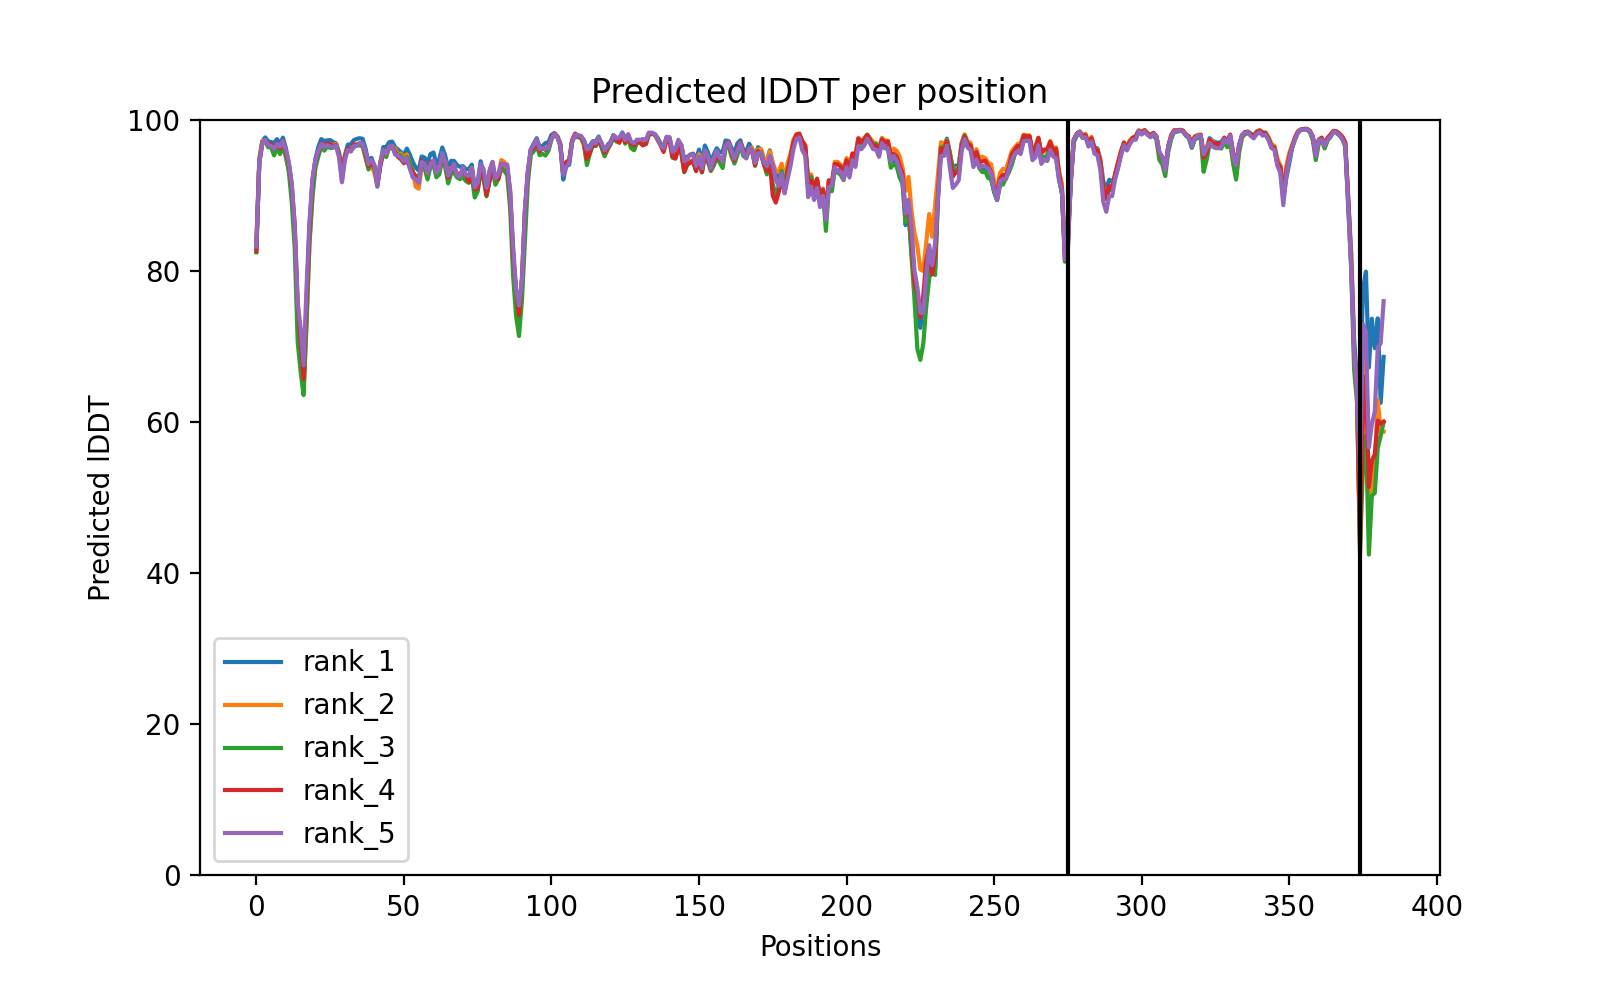 Predicted lDDT per position
100
80
60
40
20
0
Predicted lDDT
rank_1
rank_2
rank_3
rank_4
rank_5
0 50 100 150 200 250 300 350 400
Positions